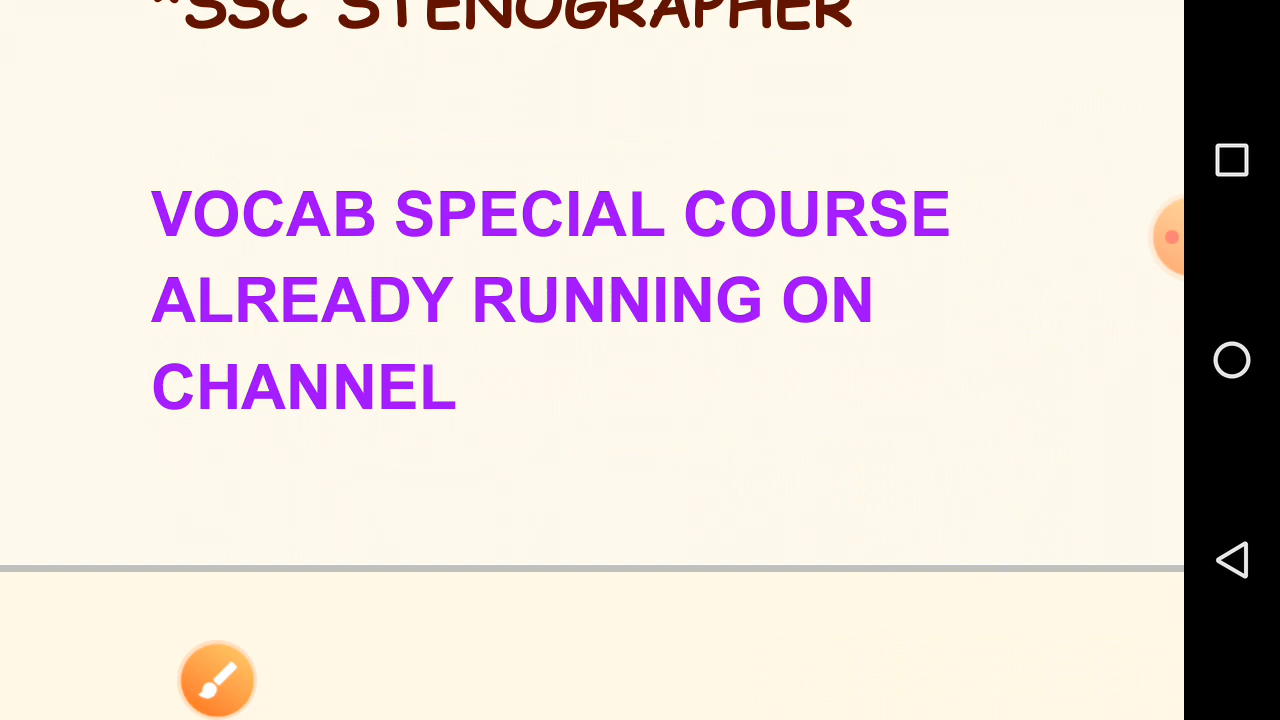 *SSC STENOGRAPHER
VOCAB SPECIAL COURSE
ALREADY RUNNING ON
CHANNEL